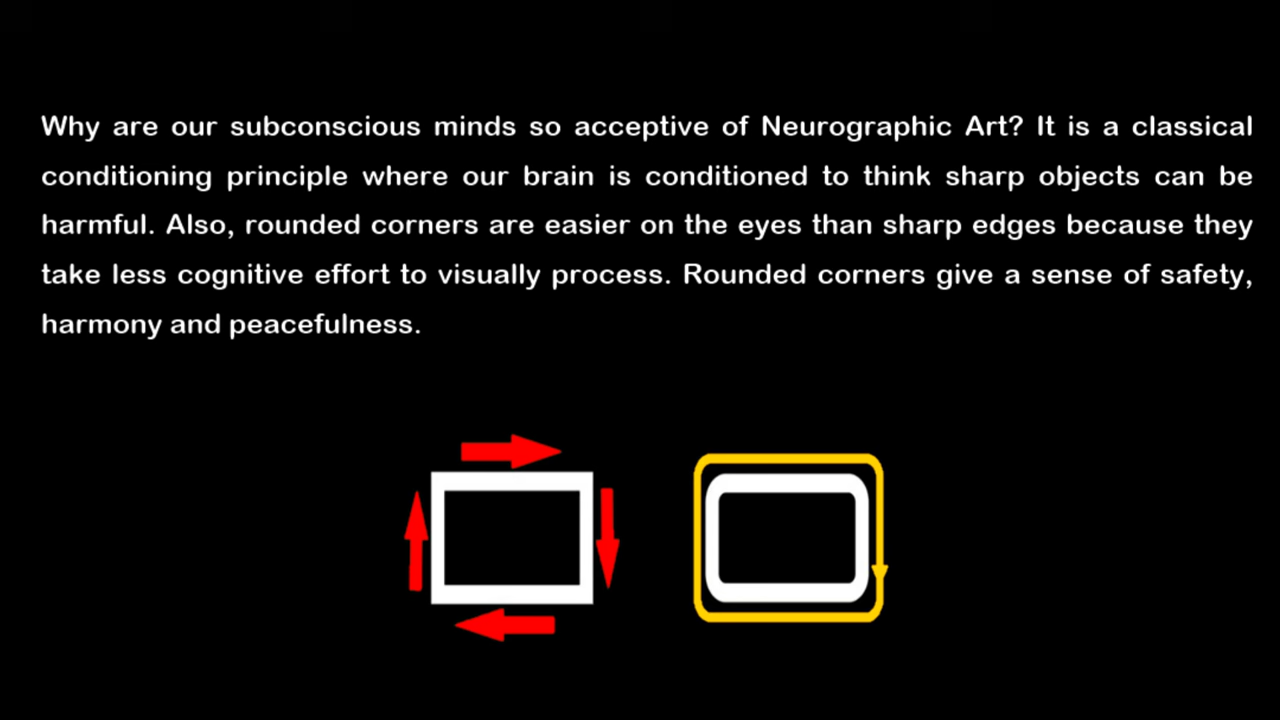 Why are our subconscious minds so acceptive of Neurographic Art? It is a classical
conditioning principle where our brain is conditioned to think sharp objects can be
harmful. Also, rounded corners are easier on the eyes than sharp edges because they
take less cognitive effort to visually process. Rounded corners give a sense of safety,
harmony and peacefulness.